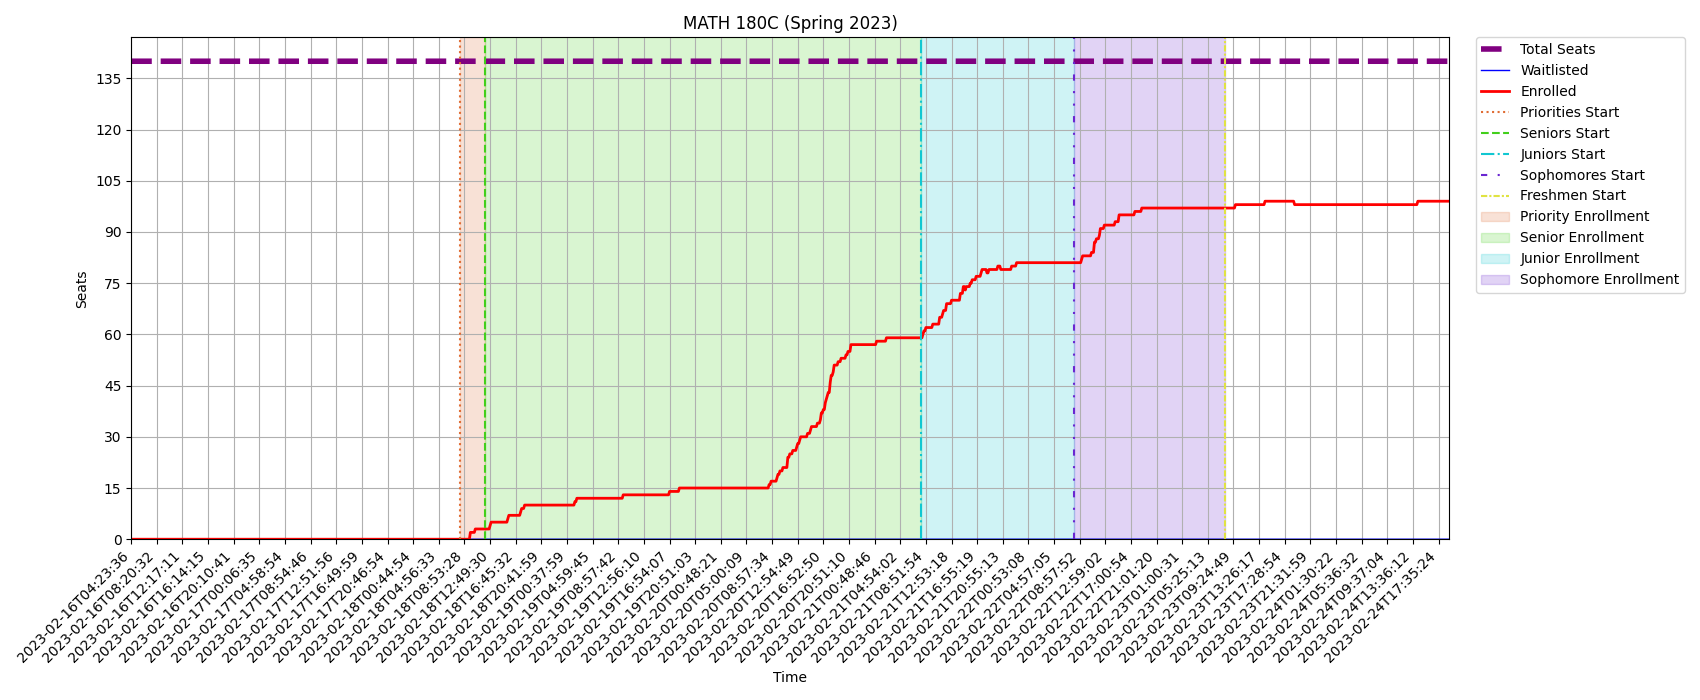 MATH 180C (Spring 2023)
Seats
135
120
105
90
75
60
45
30
15
0
2023-02-16T04:23:36
2023-02-16T08:20:32
2023-02-16T12:17:11
2023-02-16T16:14:15
2023-02-16T20:10:41
2023-02-17T00:06:35
2023-02-17T04:58:54
2023-02-17T08:54:46
2023-02-17T12:51:56
2023-02-17T16:49:59
2023-02-17T20:46:54
2023-02-18T00:44:54
2023-02-18T04:56:33
2023-02-18T08:53:28
2023-02-18T12:49:30
2023-02-18T16:45:32
2023-02-18T20:41:59
2023-02-19T00:37:59
2023-02-19T04:59:45
2023-02-19T08:57:42
2023-02-19T12:56:10
2023-02-19T16:54:07
2023-02-19T20:51:03
2023-02-20T00:48:21
2023-02-20T05:00:09
2023-02-20T08:57:34
2023-02-20T12:54:49
2023-02-20T16:52:50
2023-02-20T20:51:10
2023-02-21T00:48:46
2023-02-21T04:54:02
2023-02-21T08:51:54
2023-02-21T12:53:18
2023-02-21T16:55:19
2023-02-21T20:55:13
2023-02-22T00:53:08
2023-02-22T04:57:05
2023-02-22T08:57:52
2023-02-22T12:59:02
2023-02-22T17:00:54
2023-02-22T21:01:20
2023-02-23T01:00:31
2023-02-23T05:25:13
2023-02-23T09:24:49
2023-02-23T13:26:17
2023-02-23T17:28:54
2023-02-23T21:31:59
2023-02-24T01:30:22
2023-02-24T05:36:32
2023-02-24T09:37:04
2023-02-24T13:36:12
2023-02-24T17:35:24
Time
Total Seats
Waitlisted
Enrolled
Priorities Start
Seniors Start
Juniors Start
Sophomores Start
Freshmen Start
Priority Enrollment
Senior Enrollment
Junior Enrollment
Sophomore Enrollment